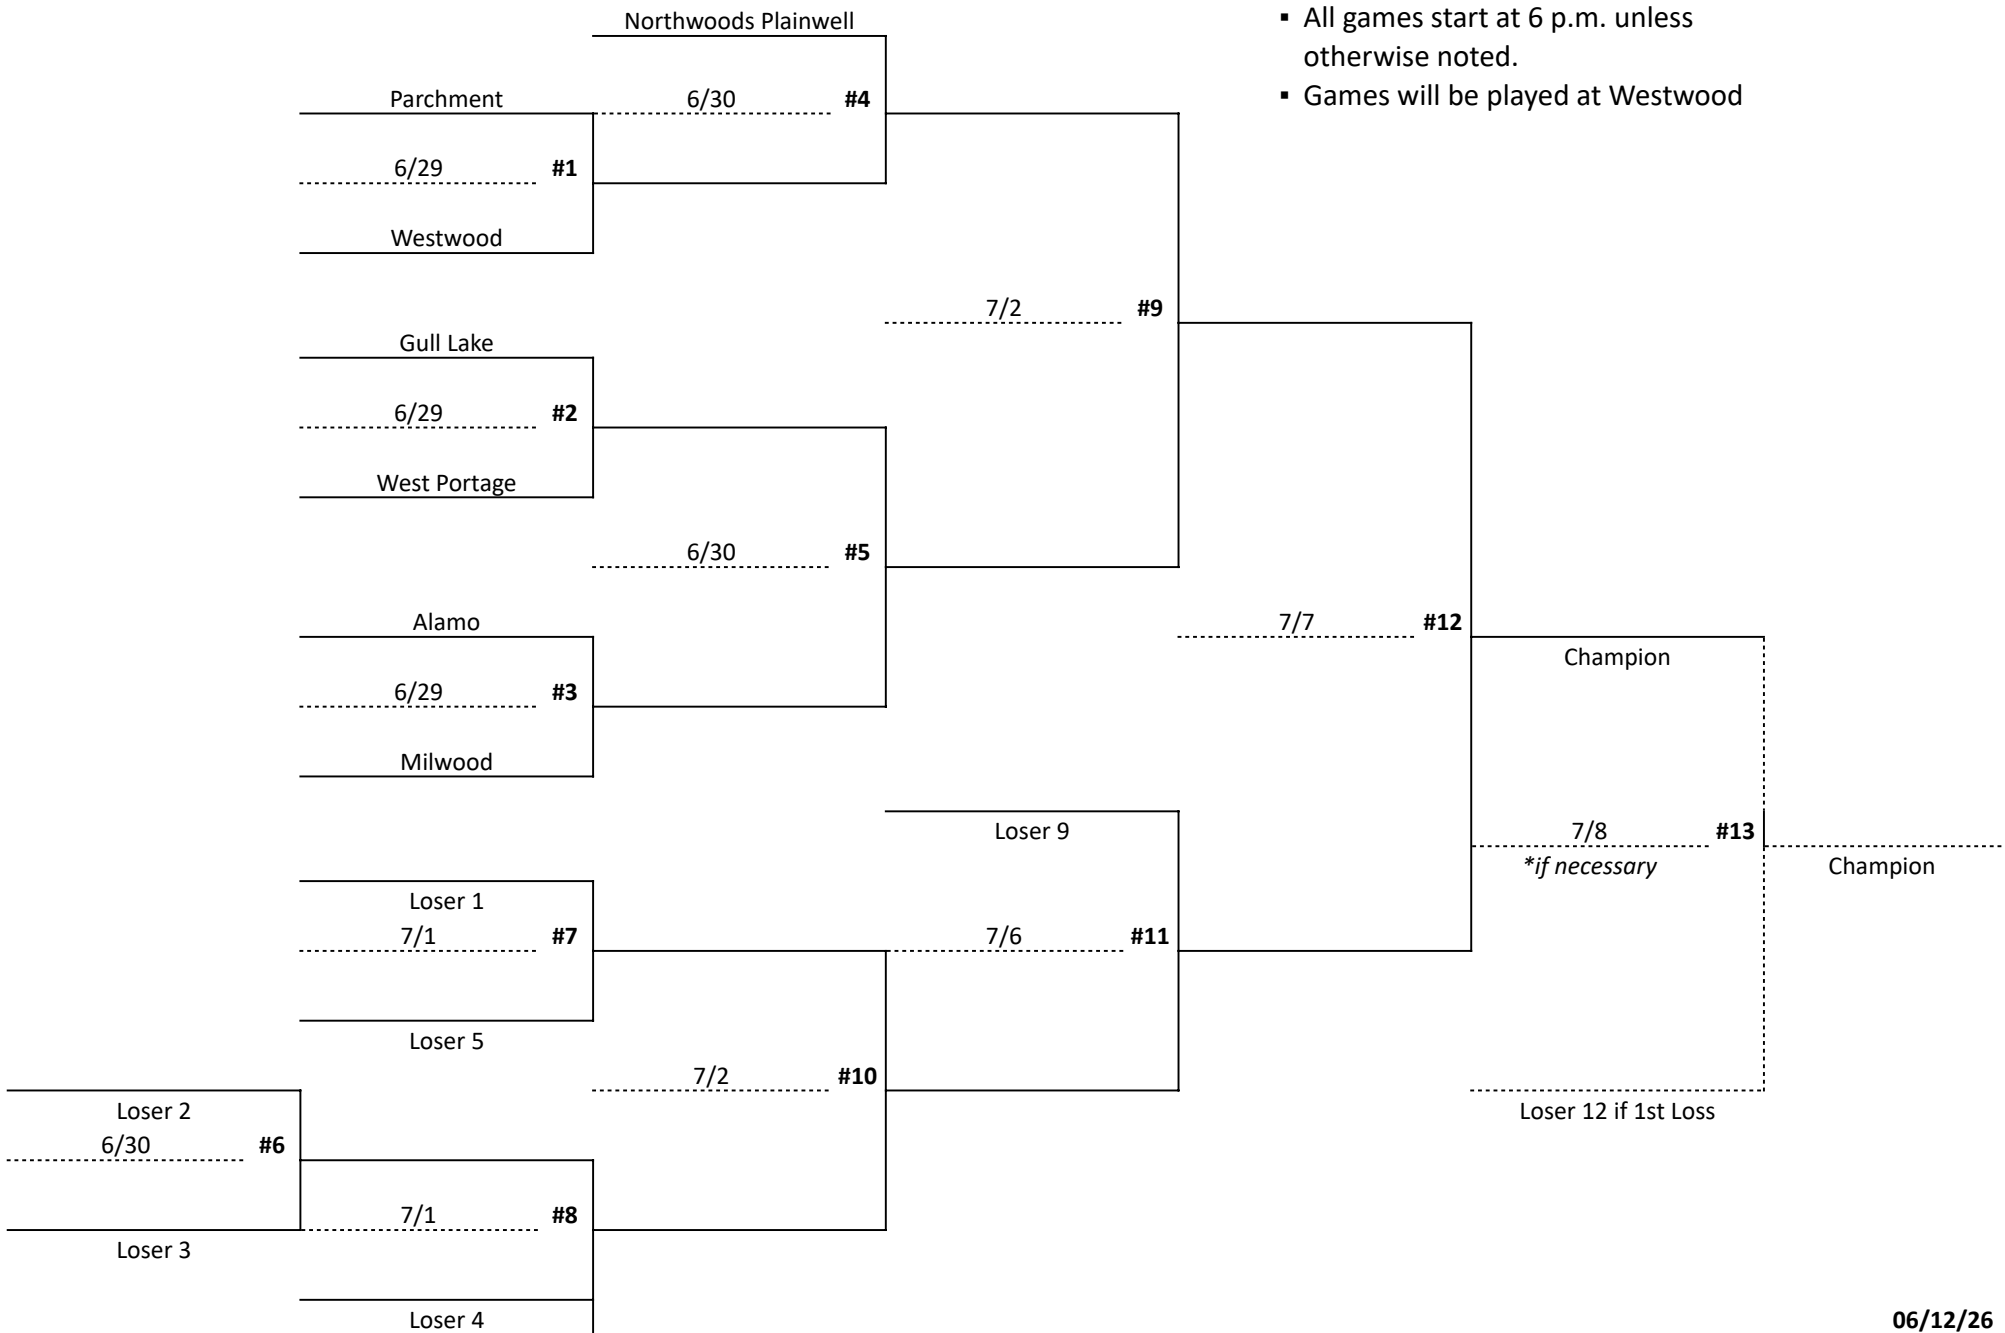 Northwoods Plainwell
▪ All games start at 6 p.m. unless
otherwise noted.
▪ Games will be played at Westwood
Parchment
6/30 #4
6/29 #1
Westwood
7/2 #9
Gull Lake
6/29 #2
West Portage
6/30 #5
Alamo
7/7 #12
Champion
6/29 #3
Milwood
Loser 9
7/8 #13
*if necessary
Champion
Loser 1
7/1 #7
7/6 #11
Loser 5
7/2 #10
Loser 2
Loser 12 if 1st Loss
6/30 #6
7/1 #8
Loser 3
Loser 4
06/12/26